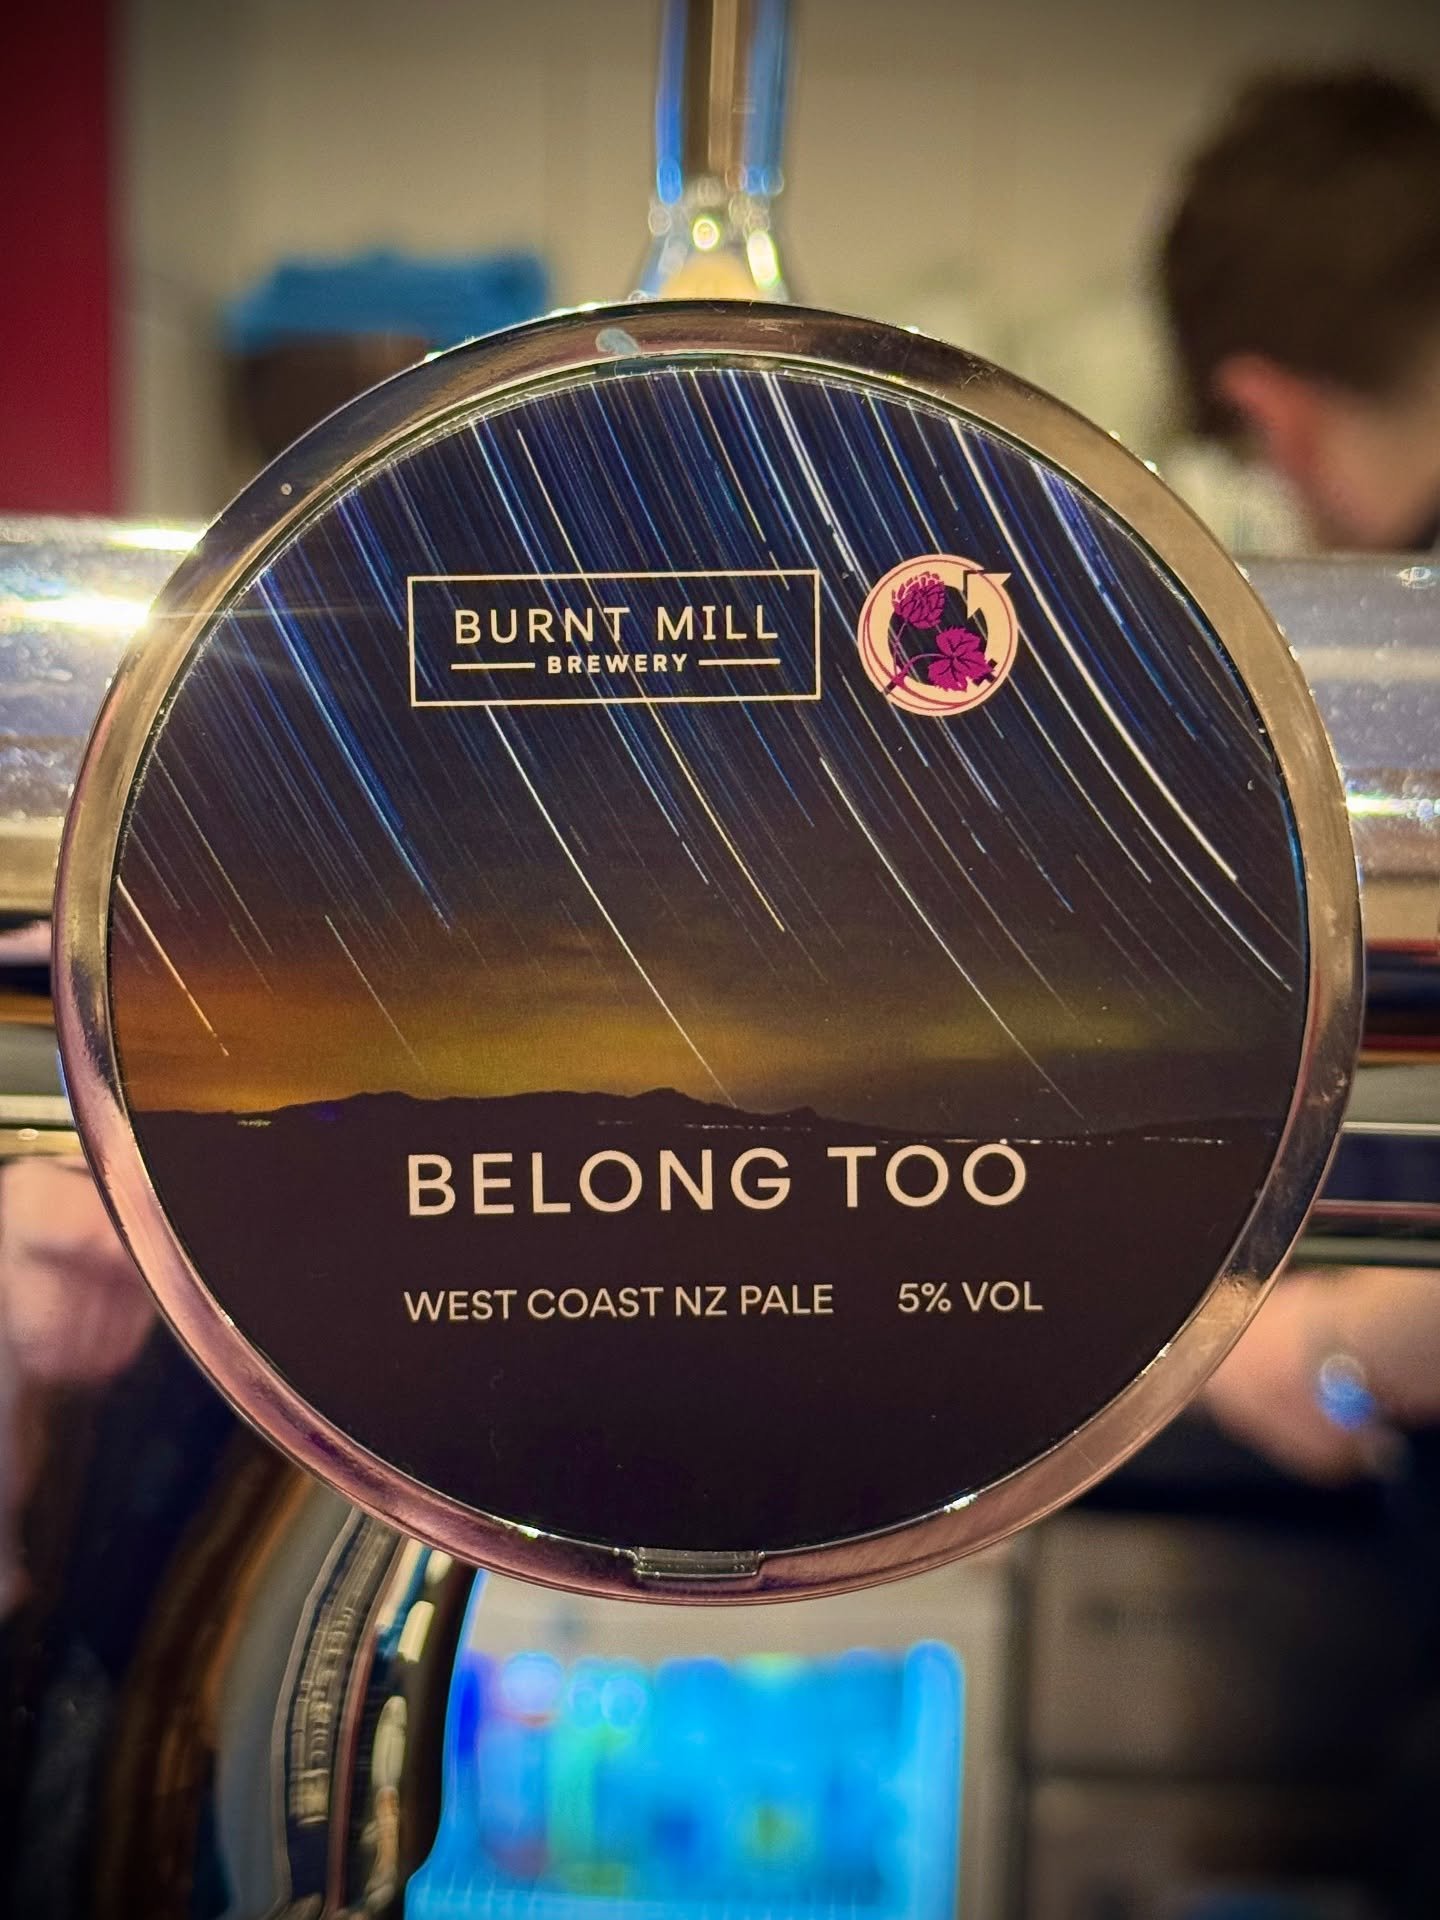 BURNT MILL
BREWERY
BELONG TOO
WEST COAST NZ PALE 5% VOL